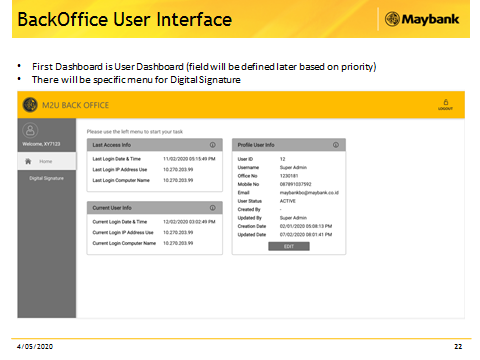 BackOffice User Interface
Maybank
• First Dashboard is User Dashboard (field will be defined later based on priority)
• There will be specific menu for Digital Signature
M2U BACK OFFICE
LOGOUT
Welcome, XY7123
Home
Digital Signature
Please use the left menu to start your task
Last Access Info
Last Login Date & Time 11/02/2020 05:15:49 PM
Last Login IP Address Use 10.270.203.99
Last Login Computer Name 10.270.203.99
Current User Info
Current Login Date & Time 12/02/2020 03:02:49 PM
Current Login IP Address Use 10.270.203.99
Current Login Computer Name 10.270.203.99
Profile User Info
User ID 12
Username Super Admin
Office No 1230181
Mobile No 087891037592
Email maybankbo@maybank.co.id
User Status ACTIVE
Created By -
Updated By Super Admin
Creation Date 02/01/2020 05:08:13 PM
Updated Date 07/02/2020 08:01:41 PM
EDIT
4/05/2020
22